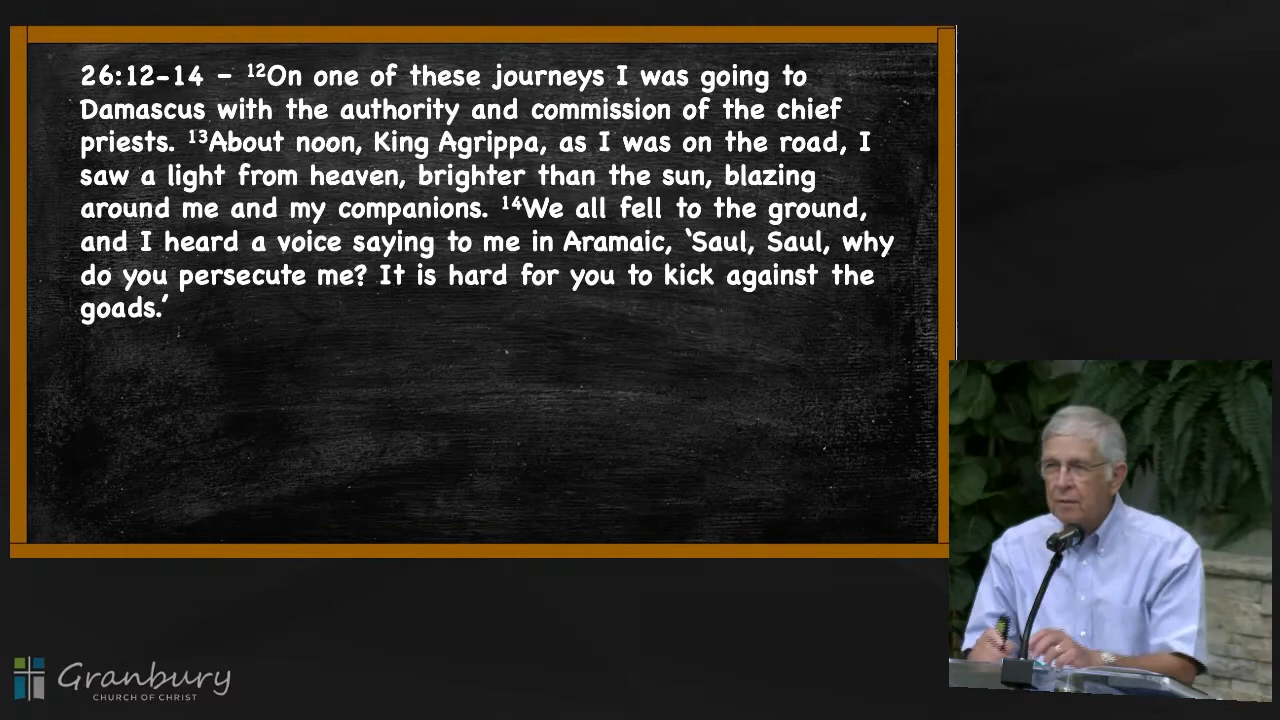 26:12-14 – ¹²On one of these journeys I was going to
Damascus with the authority and commission of the chief
priests. ¹³About noon, King Agrippa, as I was on the road, I
saw a light from heaven, brighter than the sun, blazing
around me and my companions. ¹⁴We all fell to the ground,
and I heard a voice saying to me in Aramaic, ‘Saul, Saul, why
do you persecute me? It is hard for you to kick against the
goads.’
Granbury
CHURCH OF CHRIST